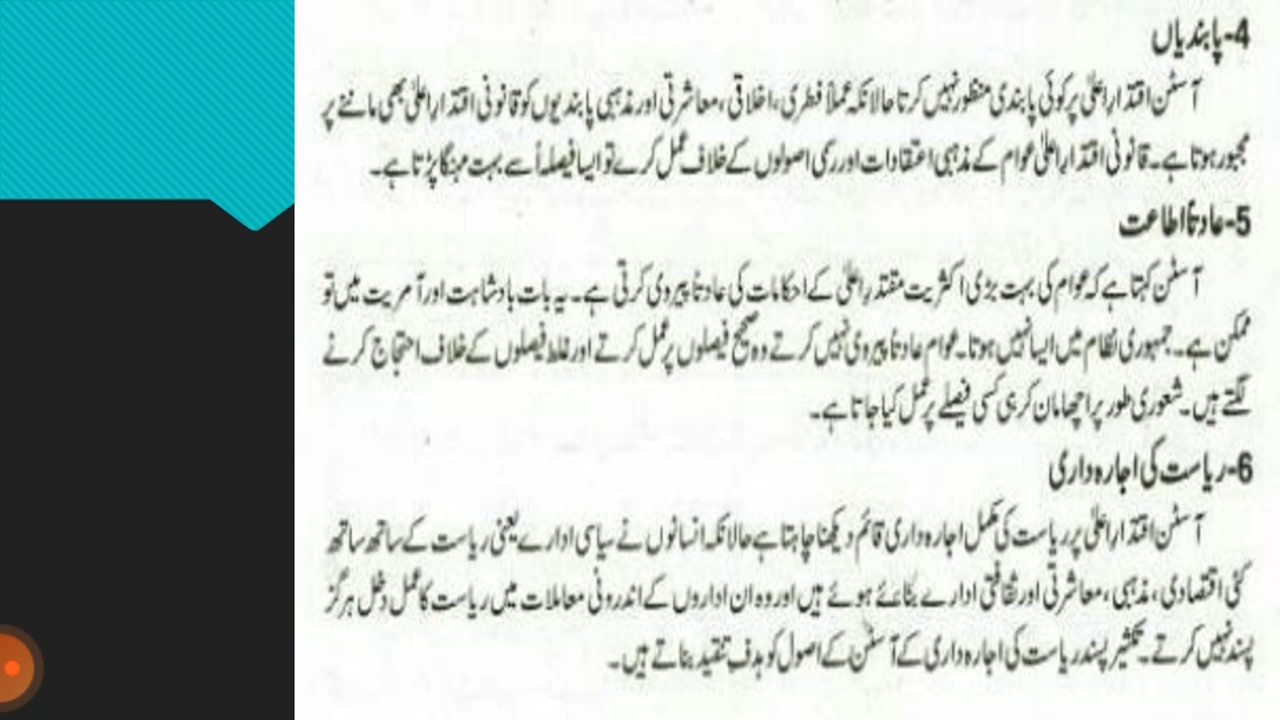 4-پابندیاں
آسٹن اقتدارِ اعلیٰ پر کوئی پابندی منظور نہیں کرتا حالانکہ عملاً فطری، اخلاقی، معاشرتی اور مذہبی پابندیوں کو قانونی اقتدارِ اعلیٰ بھی ماننے پر
مجبور ہوتا ہے۔ قانونی اقتدارِ اعلیٰ عوام کے مذہبی اعتقادات اور رسمی اصولوں کے خلاف عمل کرے تو ایسا فیصلہ اُسے بہت مہنگا پڑتا ہے۔
5-عادتاً اطاعت
آسٹن کہتا ہے کہ عوام کی بہت بڑی اکثریت مقتدرِ اعلیٰ کے احکامات کی عادتاً پیروی کرتی ہے۔ یہ بات بادشاہت اور آمریت میں تو
ممکن ہے۔ جمہوری نظام میں ایسا نہیں ہوتا۔ عوام عادتاً پیروی نہیں کرتے وہ صحیح فیصلوں پر عمل کرتے اور غلط فیصلوں کے خلاف احتجاج کرنے
لگتے ہیں۔ شعوری طور پر اچھا مان کر ہی کسی فیصلے پر عمل کیا جاتا ہے۔
6-ریاست کی اجارہ داری
آسٹن اقتدارِ اعلیٰ پر ریاست کی مکمل اجارہ داری قائم دیکھنا چاہتا ہے حالانکہ انسانوں نے سیاسی ادارے یعنی ریاست کے ساتھ ساتھ
کئی اقتصادی، مذہبی، معاشرتی اور ثقافتی ادارے بنائے ہوئے ہیں اور وہ ان اداروں کے اندرونی معاملات میں ریاست کا عمل دخل ہرگز
پسند نہیں کرتے۔ تکثیر پسند ریاست کی اجارہ داری کے آسٹن کے اصول کو ہدفِ تنقید بناتے ہیں۔